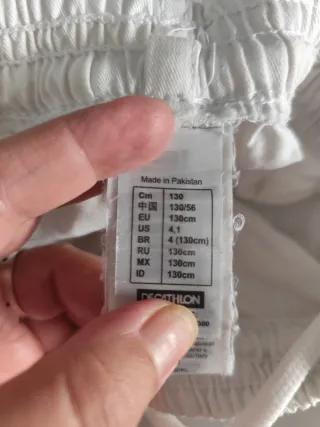 Made in Pakistan
Cm 130
中国 130/56
EU 130cm
US 4,1
BR 4 (130cm)
RU 130cm
MX 130cm
ID 130cm
DECATHLON